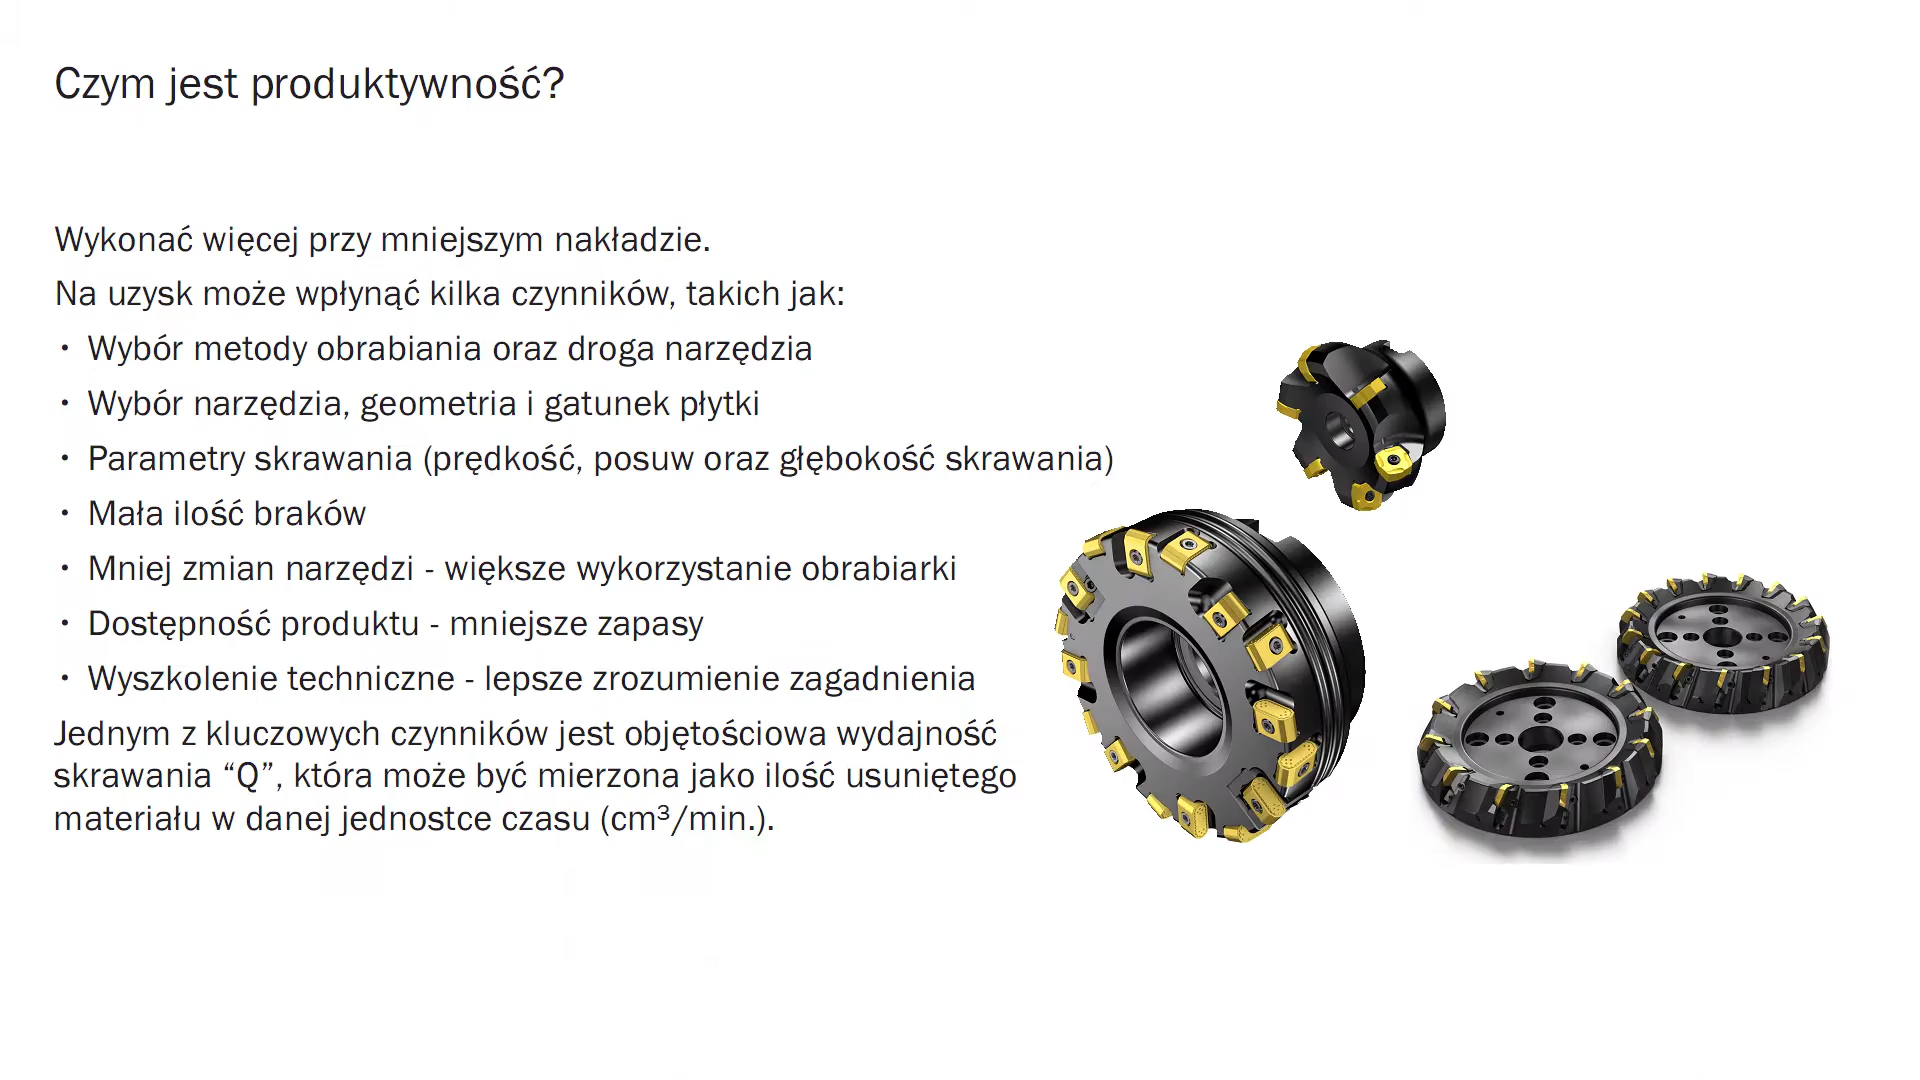 Czym jest produktywność?
Wykonać więcej przy mniejszym nakładzie.
Na uzysk może wpłynąć kilka czynników, takich jak:
• Wybór metody obrabiania oraz droga narzędzia
• Wybór narzędzia, geometria i gatunek płytki
• Parametry skrawania (prędkość, posuw oraz głębokość skrawania)
• Mała ilość braków
• Mniej zmian narzędzi - większe wykorzystanie obrabiarki
• Dostępność produktu - mniejsze zapasy
• Wyszkolenie techniczne - lepsze zrozumienie zagadnienia
Jednym z kluczowych czynników jest objętościowa wydajność
skrawania “Q”, która może być mierzona jako ilość usuniętego
materiału w danej jednostce czasu (cm³/min.).